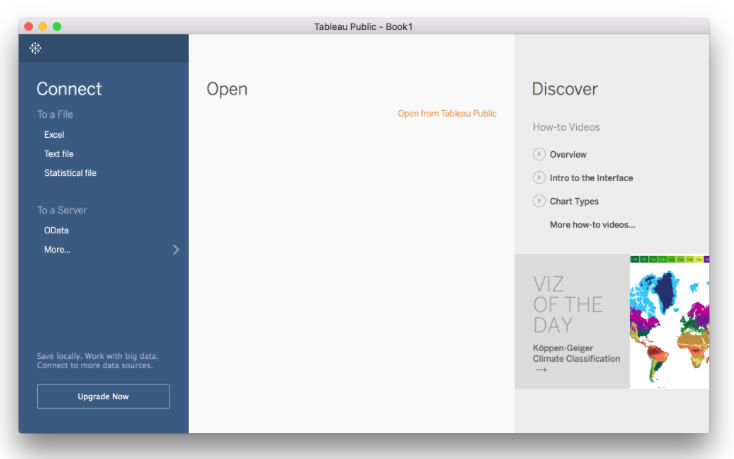 Tableau Public - Book1
Connect
To a File
Excel
Text file
Statistical file
To a Server
OData
More...
Save locally. Work with big data.
Connect to more data sources.
Upgrade Now
Open
Open from Tableau Public
Discover
How-to Videos
Overview
Intro to the Interface
Chart Types
More how-to videos...
VIZ
OF THE
DAY
Köppen-Geiger
Climate Classification